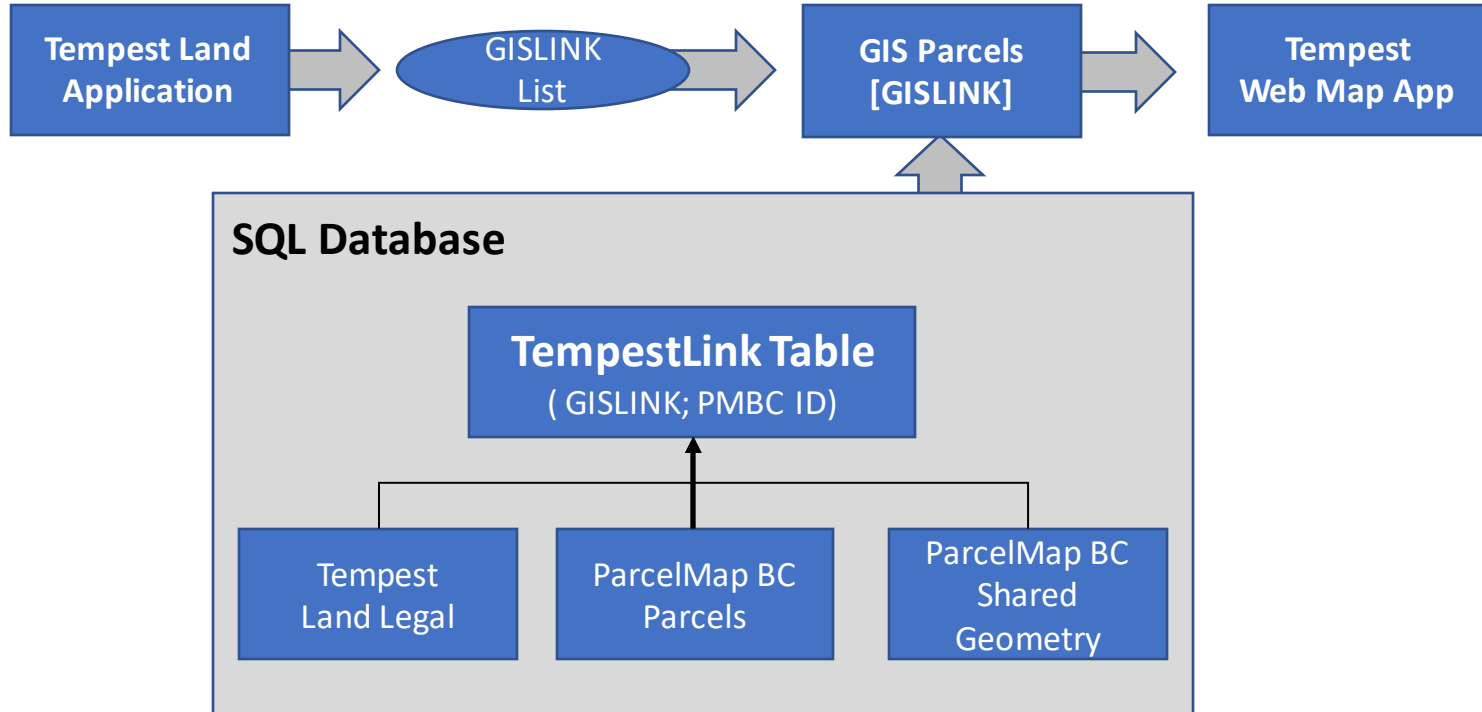 Tempest Land
Application
GISLINK
List
GIS Parcels
[GISLINK]
Tempest
Web Map App
SQL Database
TempestLink Table
( GISLINK; PMBC ID)
Tempest
Land Legal
ParcelMap BC
Parcels
ParcelMap BC
Shared
Geometry